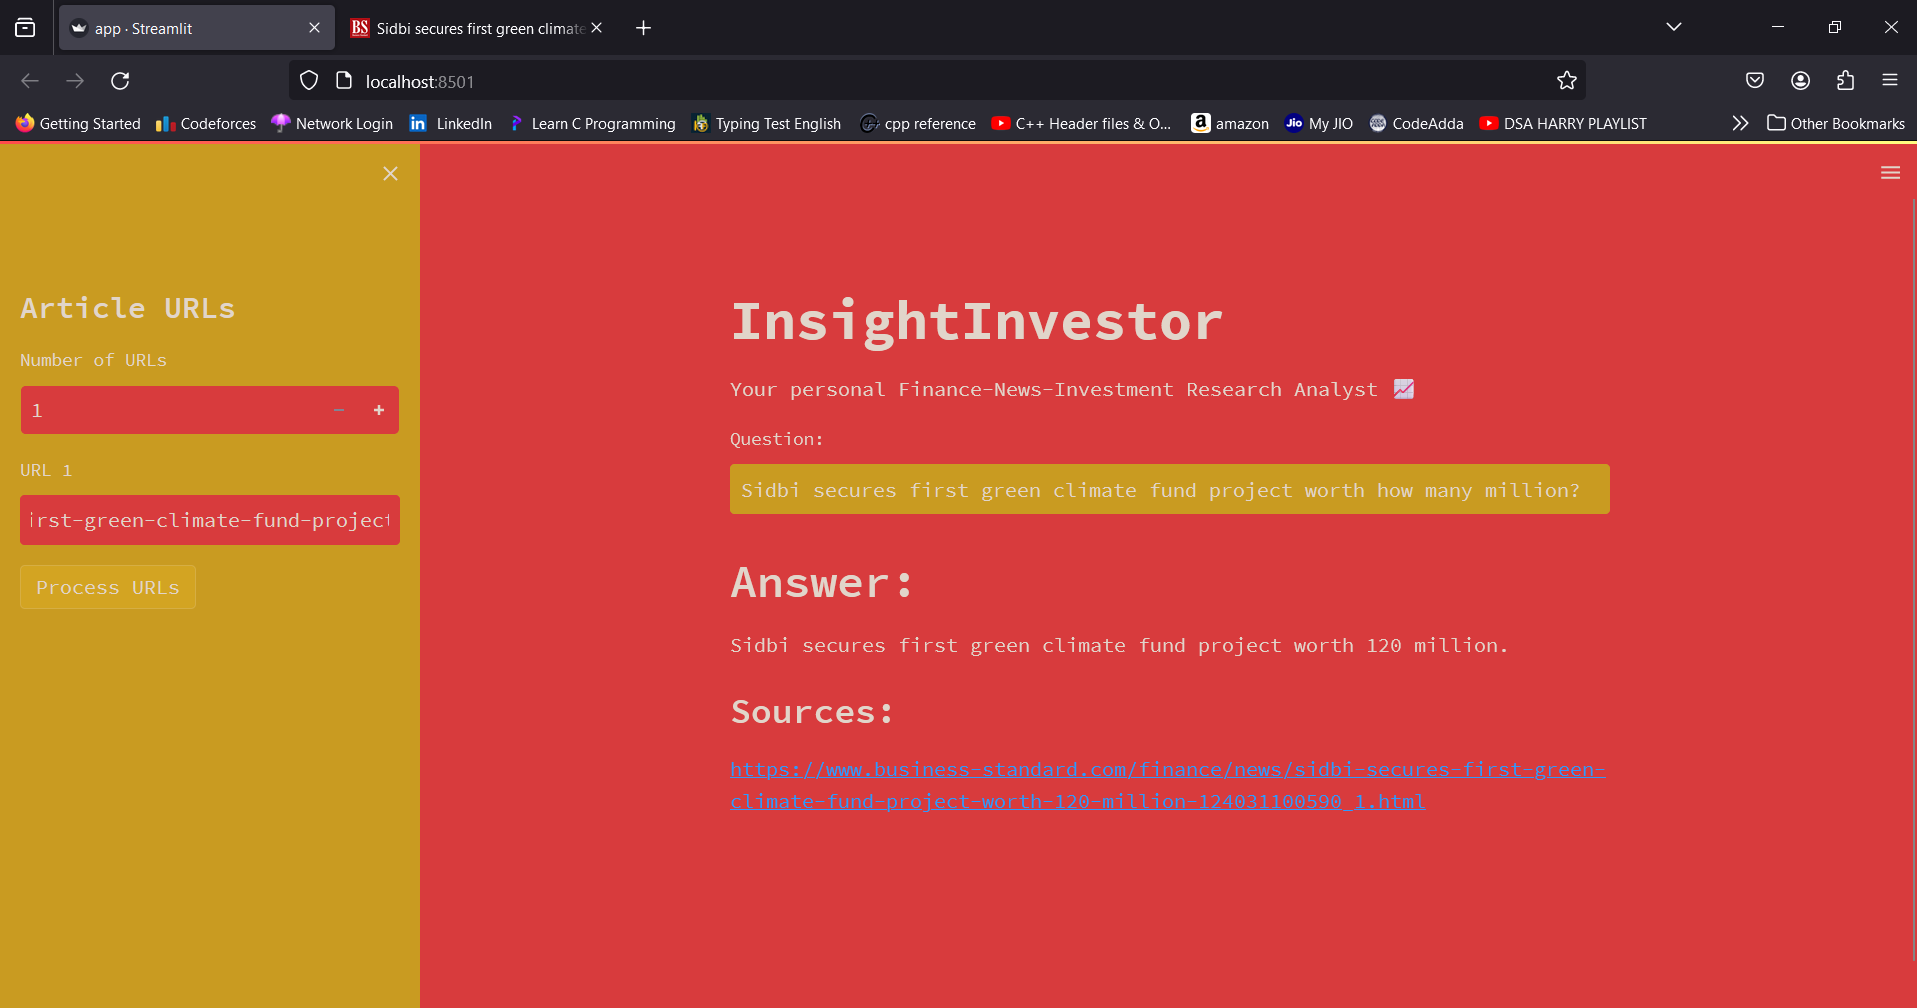 app · Streamlit
BS Sidbi secures first green climate
localhost:8501
Getting Started
Codeforces
Network Login
in LinkedIn
Learn C Programming
Typing Test English
cpp reference
C++ Header files & O...
a amazon
Jio My JIO
CodeAdda
DSA HARRY PLAYLIST
Other Bookmarks
Article URLs
Number of URLs
1
URL 1
irst-green-climate-fund-project
Process URLs
InsightInvestor
Your personal Finance-News-Investment Research Analyst
Question:
Sidbi secures first green climate fund project worth how many million?
Answer:
Sidbi secures first green climate fund project worth 120 million.
Sources:
https://www.business-standard.com/finance/news/sidbi-secures-first-green-
climate-fund-project-worth-120-million-124031100590_1.html